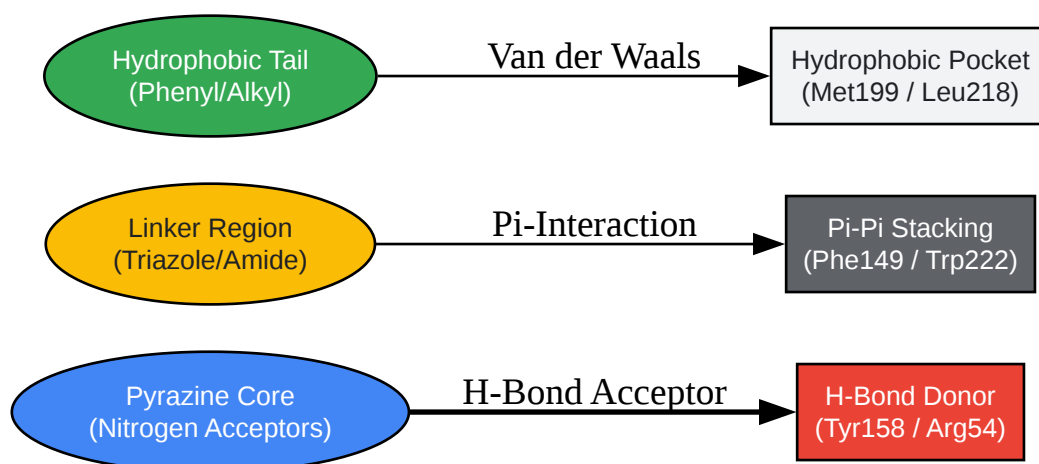 Hydrophobic Tail
(Phenyl/Alkyl)
Van der Waals
Hydrophobic Pocket
(Met199 / Leu218)
Linker Region
(Triazole/Amide)
Pi-Interaction
Pi-Pi Stacking
(Phe149 / Trp222)
Pyrazine Core
(Nitrogen Acceptors)
H-Bond Acceptor
H-Bond Donor
(Tyr158 / Arg54)